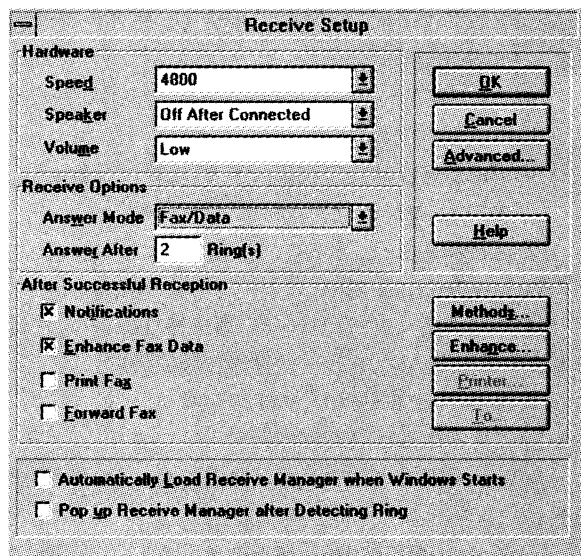 Receive Setup
Hardware
Speed 4800
Speaker Off After Connected
Volume Low
OK
Cancel
Advanced...
Receive Options
Answer Mode Fax/Data
Answer After 2 Ring(s)
Help
After Successful Reception
Notifications Methods...
Enhance Fax Data Enhance...
Print Fax Printer...
Forward Fax To...
Automatically Load Receive Manager when Windows Starts
Pop up Receive Manager after Detecting Ring